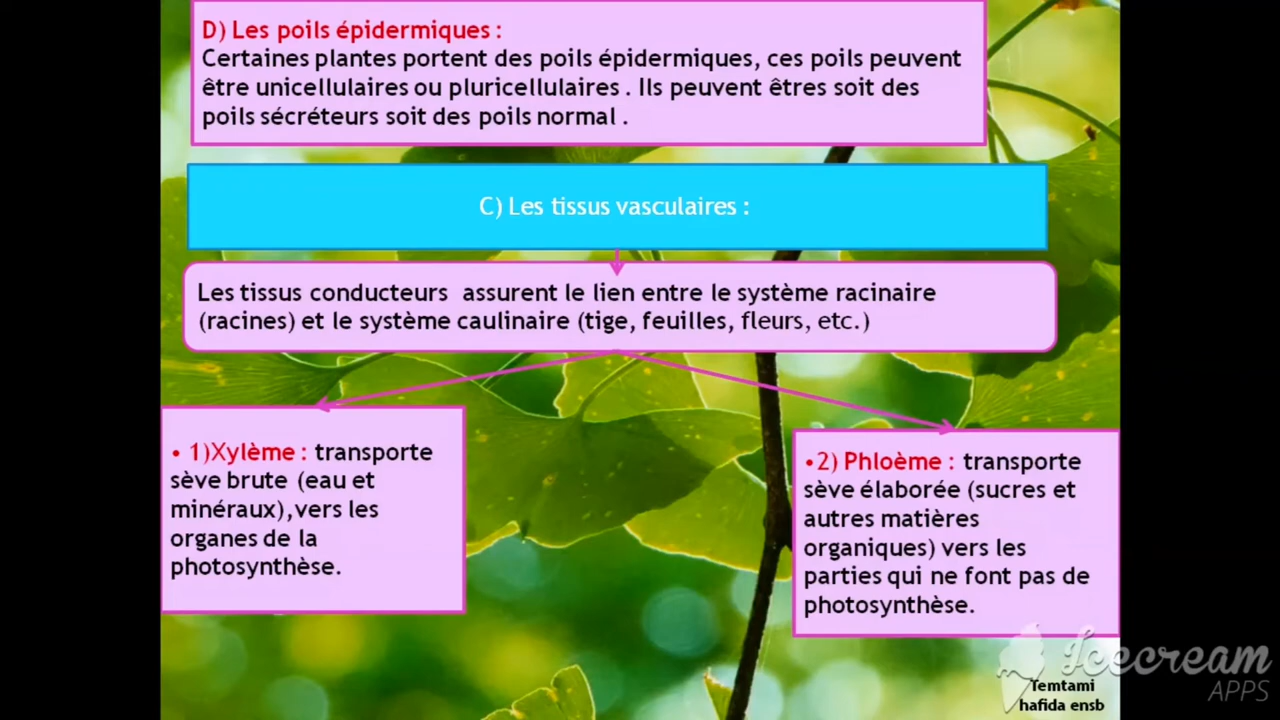 D) Les poils épidermiques :
Certaines plantes portent des poils épidermiques, ces poils peuvent
être unicellulaires ou pluricellulaires . Ils peuvent êtres soit des
poils sécréteurs soit des poils normal .
C) Les tissus vasculaires :
Les tissus conducteurs assurent le lien entre le système racinaire
(racines) et le système caulinaire (tige, feuilles, fleurs, etc.)
• 1)Xylème : transporte
sève brute (eau et
minéraux),vers les
organes de la
photosynthèse.
•2) Phloème : transporte
sève élaborée (sucres et
autres matières
organiques) vers les
parties qui ne font pas de
photosynthèse.
Icecream
APPS
Temtami
hafida ensb